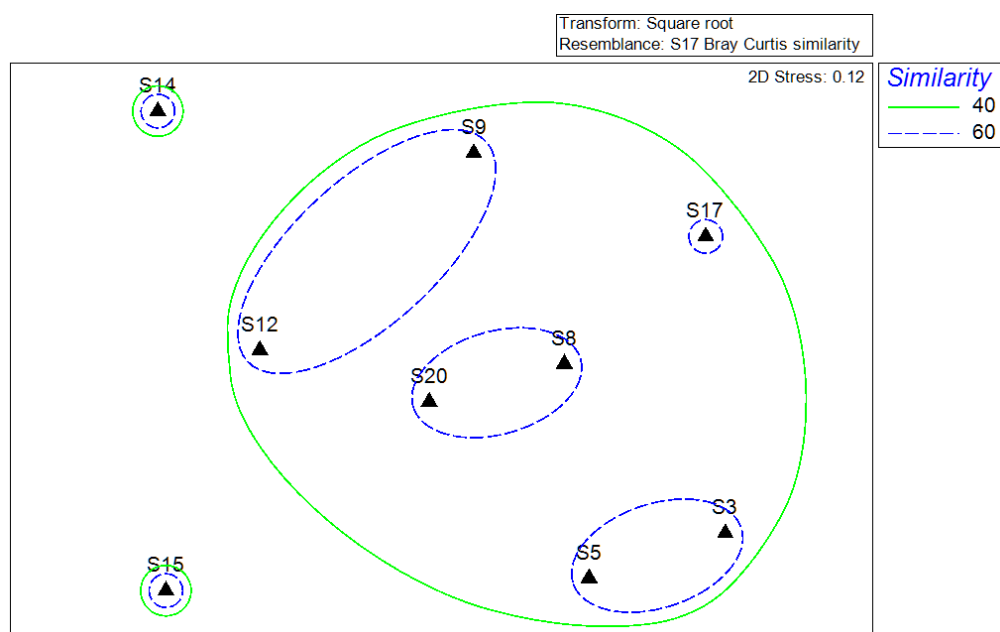 Transform: Square root
Resemblance: S17 Bray Curtis similarity
2D Stress: 0.12
Similarity
40
60
S14
S9
S17
S12
S8
S20
S3
S5
S15